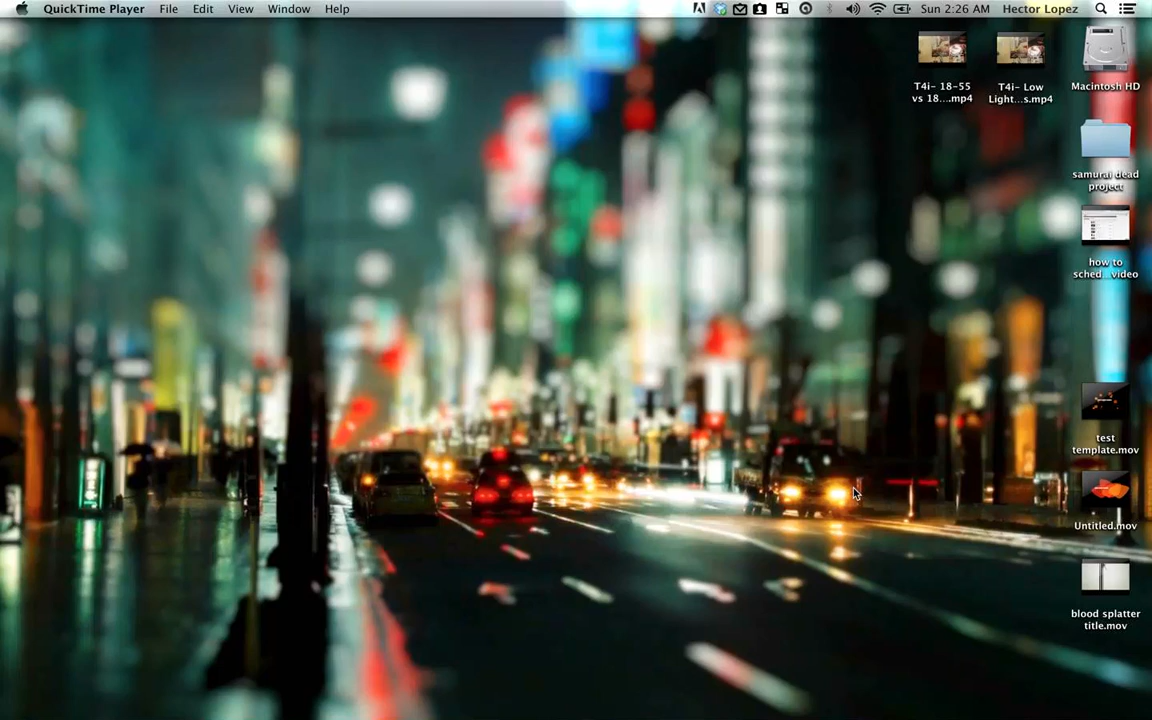 QuickTime Player File Edit View Window Help Sun 2:26 AM Hector Lopez
T4i- 18-55
vs 18....mp4
T4i- Low
Light...s.mp4
Macintosh HD
samurai dead
project
how to
sched...video
test
template.mov
Untitled.mov
blood splatter
title.mov